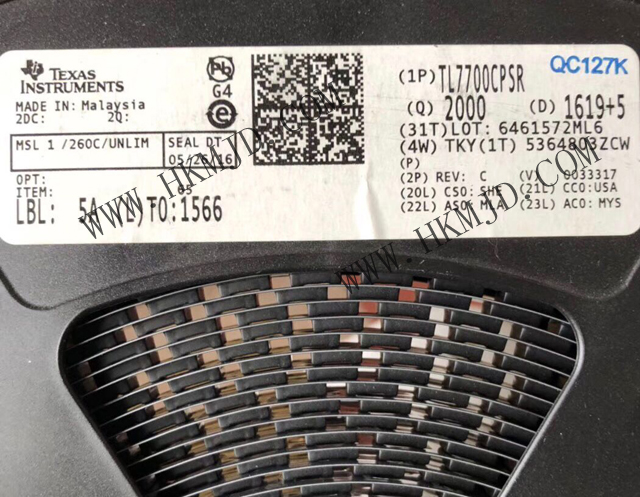 TEXAS
INSTRUMENTS
MADE IN: Malaysia
2DC: 2Q:
MSL 1 /260C/UNLIM
SEAL DT
05/26/16
OPT:
ITEM:
LBL: 5A (L)TO:1566
Pb
G4
e
(1P) TL7700CPSR
QC127K
(Q) 2000 (D) 1619+5
(31T)LOT: 6461572ML6
(4W) TKY(1T) 5364803ZCW
(P)
(2P) REV: C (V) 0033317
(20L) CSO: SHE (21L) CCO:USA
(22L) ASO: MLA (23L) ACO: MYS
WWW.HKMJD.COM
WWW.HKMJD.COM